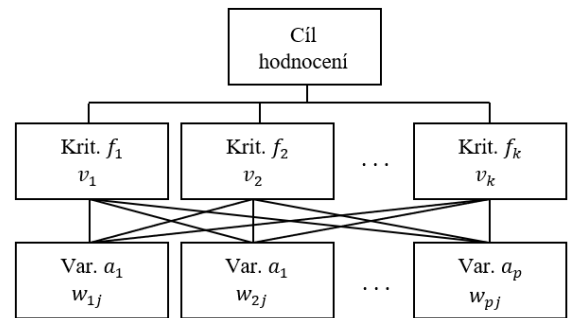 Cíl
hodnocení
Krit. f₁
v₁
Krit. f₂
v₂
. . .
Krit. fₖ
vₖ
Var. a₁
w₁ⱼ
Var. a₁
w₂ⱼ
. . .
Var. aₚ
wₚⱼ